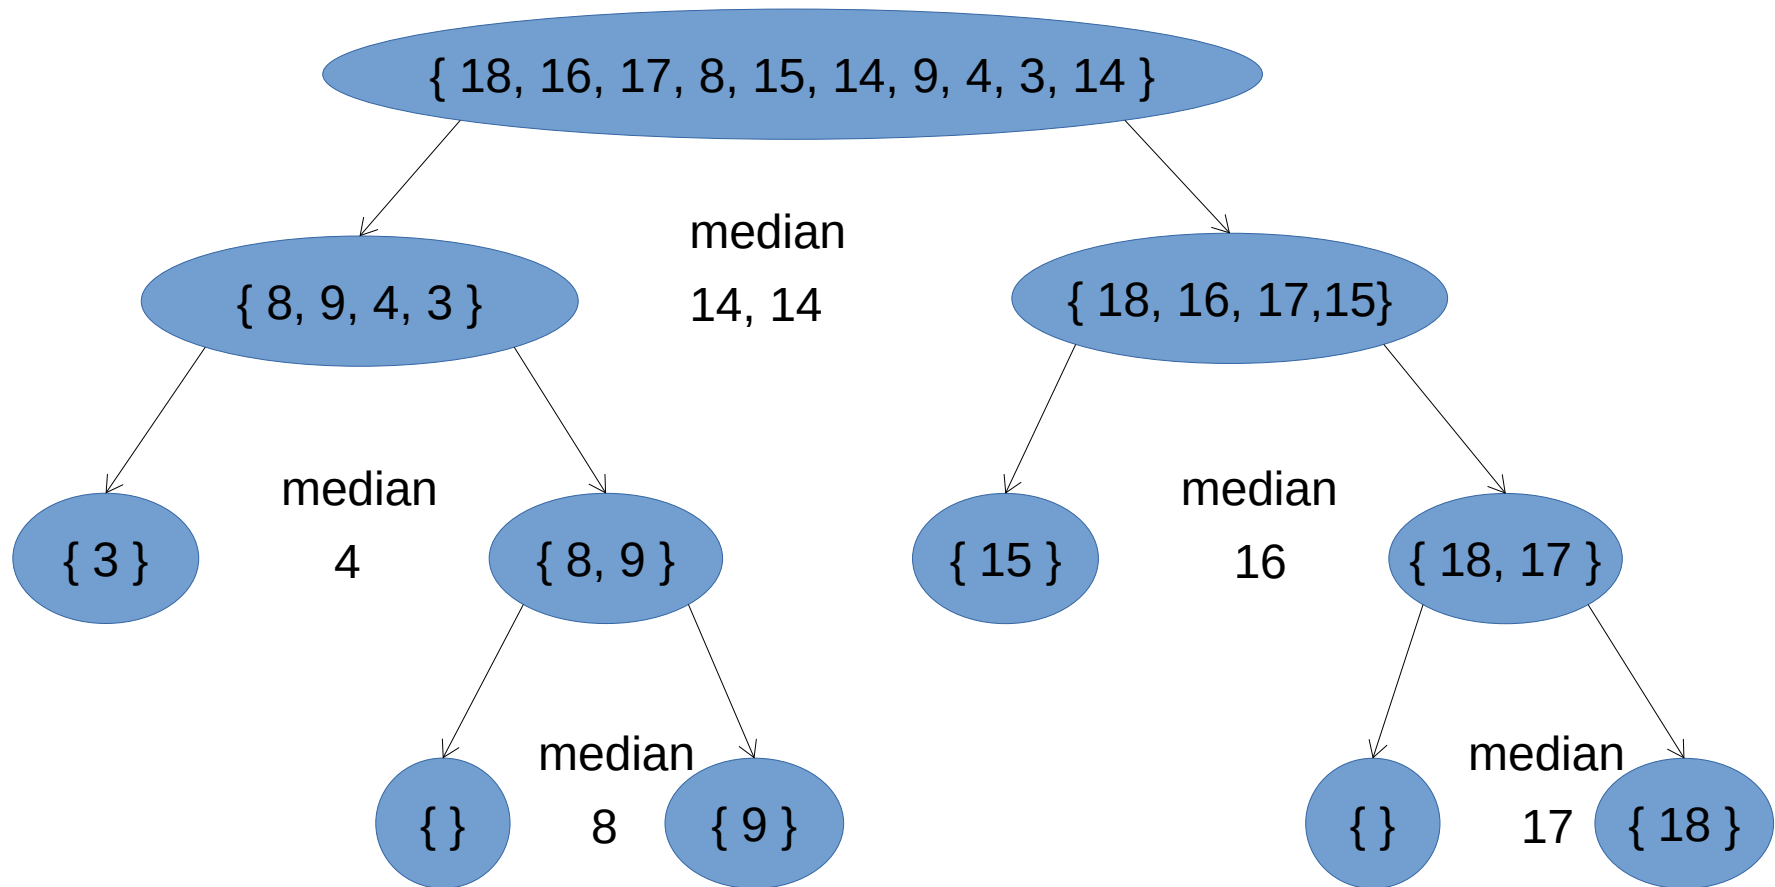 { 18, 16, 17, 8, 15, 14, 9, 4, 3, 14 }
median
14, 14
{ 8, 9, 4, 3 }
{ 18, 16, 17,15}
median
4
median
16
{ 3 }
{ 8, 9 }
{ 15 }
{ 18, 17 }
median
8
median
17
{ }
{ 9 }
{ }
{ 18 }